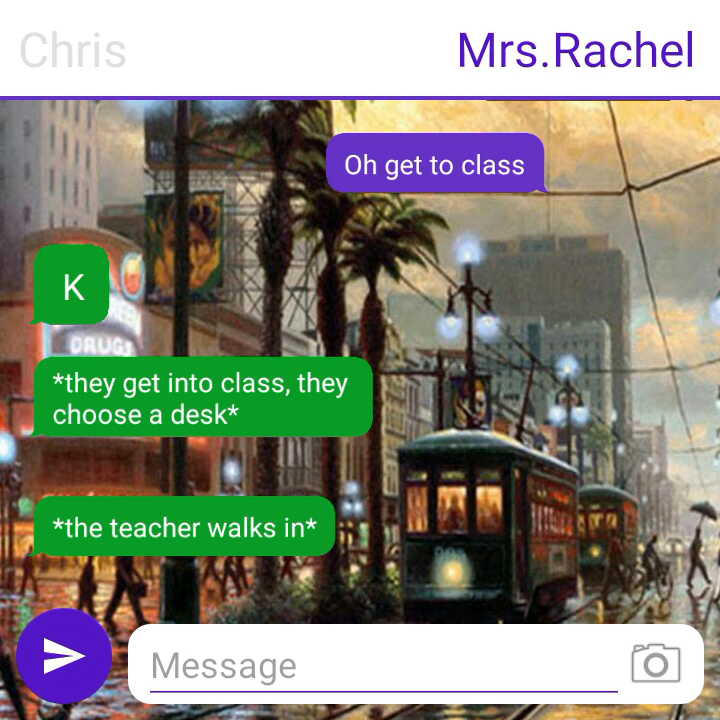 Chris
Mrs.Rachel
Oh get to class
K
DRUGS
*they get into class, they
choose a desk*
*the teacher walks in*
Message